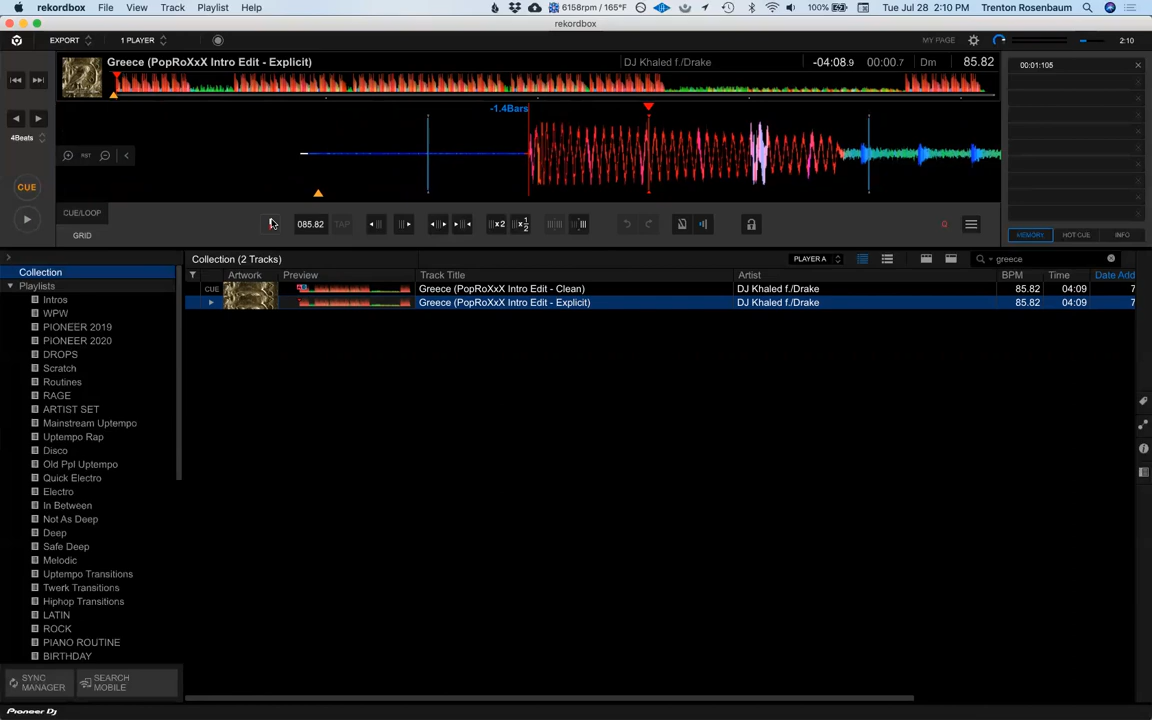 rekordbox File View Track Playlist Help 6158rpm / 165°F 100% Tue Jul 28 2:10 PM Trenton Rosenbaum
rekordbox
EXPORT 1 PLAYER MY PAGE 2:10
Greece (PopRoXxX Intro Edit - Explicit) DJ Khaled f./Drake -04:08.9 00:00.7 Dm 85.82
00:01:105
-1.4Bars
4Beats
RST
CUE
CUE/LOOP
GRID
085.82 TAP x2 x1/2
MEMORY HOT CUE INFO
Collection (2 Tracks) PLAYER A greece
Artwork Preview Track Title Artist BPM Time Date Add
CUE Greece (PopRoXxX Intro Edit - Clean) DJ Khaled f./Drake 85.82 04:09 7
Greece (PopRoXxX Intro Edit - Explicit) DJ Khaled f./Drake 85.82 04:09 7
Collection
Playlists
Intros
WPW
PIONEER 2019
PIONEER 2020
DROPS
Scratch
Routines
RAGE
ARTIST SET
Mainstream Uptempo
Uptempo Rap
Disco
Old Ppl Uptempo
Quick Electro
Electro
In Between
Not As Deep
Deep
Safe Deep
Melodic
Uptempo Transitions
Twerk Transitions
Hiphop Transitions
LATIN
ROCK
PIANO ROUTINE
BIRTHDAY
SYNC
MANAGER
SEARCH
MOBILE
Pioneer Dj